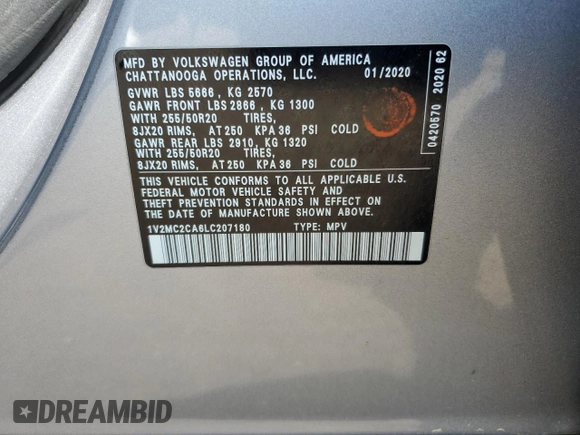 MFD BY VOLKSWAGEN GROUP OF AMERICA
CHATTANOOGA OPERATIONS, LLC. 01/2020
GVWR LBS 5666 , KG 2570
GAWR FRONT LBS 2866 , KG 1300
WITH 255/50R20 TIRES,
8JX20 RIMS, AT 250 KPA 36 PSI COLD
GAWR REAR LBS 2910, KG 1320
WITH 255/50R20 TIRES,
8JX20 RIMS, AT 250 KPA 36 PSI COLD
THIS VEHICLE CONFORMS TO ALL APPLICABLE U.S.
FEDERAL MOTOR VEHICLE SAFETY AND
THEFT PREVENTION STANDARDS IN EFFECT ON
THE DATE OF MANUFACTURE SHOWN ABOVE.
1V2MC2CA6LC207180 TYPE: MPV
0420570 2020 62
DREAMBID